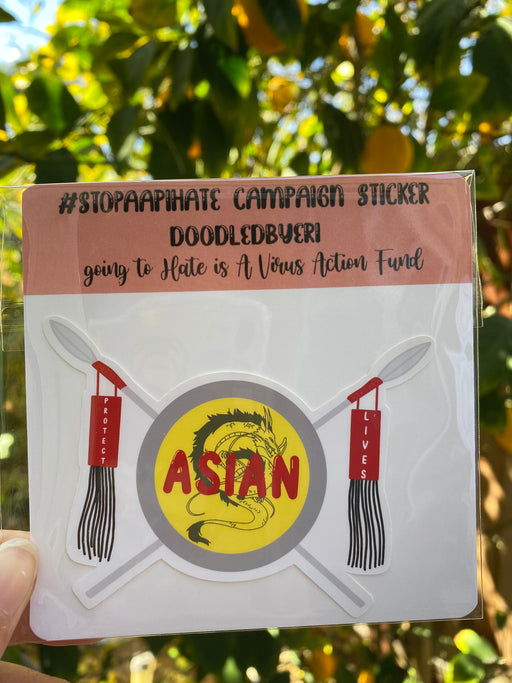 #STOPAAPIHATE CAMPAIGN STICKER
DOODLEDBYERI
going to Hate is A Virus Action Fund
PROTECT
ASIAN
LIVES